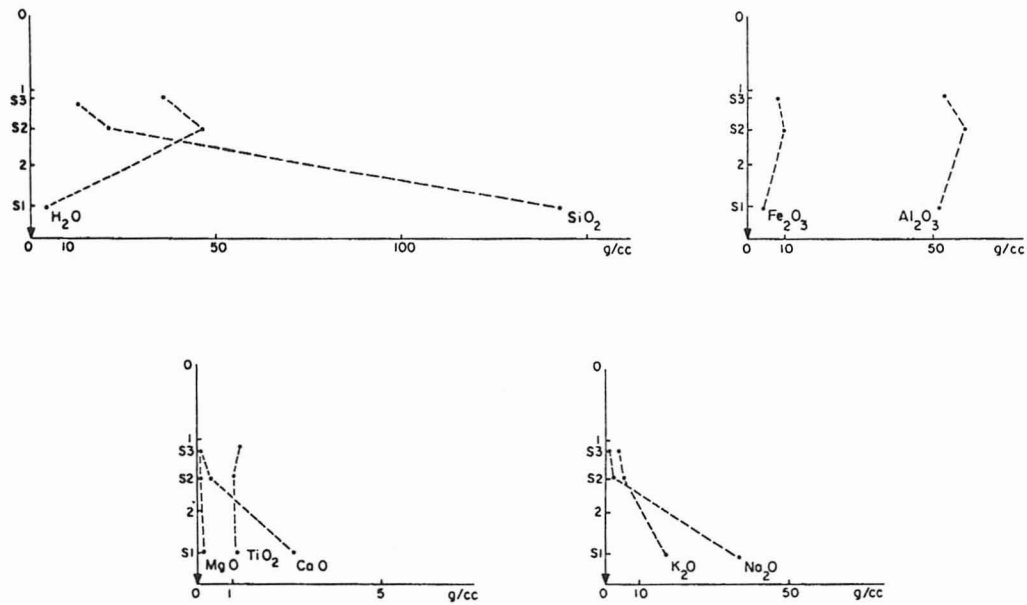 0
1
S3
S2
2
S1
H₂O
SiO₂
0
10
50
100
g/cc
0
1
S3
S2
2
S1
Fe₂O₃
Al₂O₃
0
10
50
g/cc
0
1
S3
S2
2
S1
MgO
TiO₂
CaO
0
1
5
g/cc
0
1
S3
S2
2
S1
K₂O
Na₂O
0
10
50
g/cc